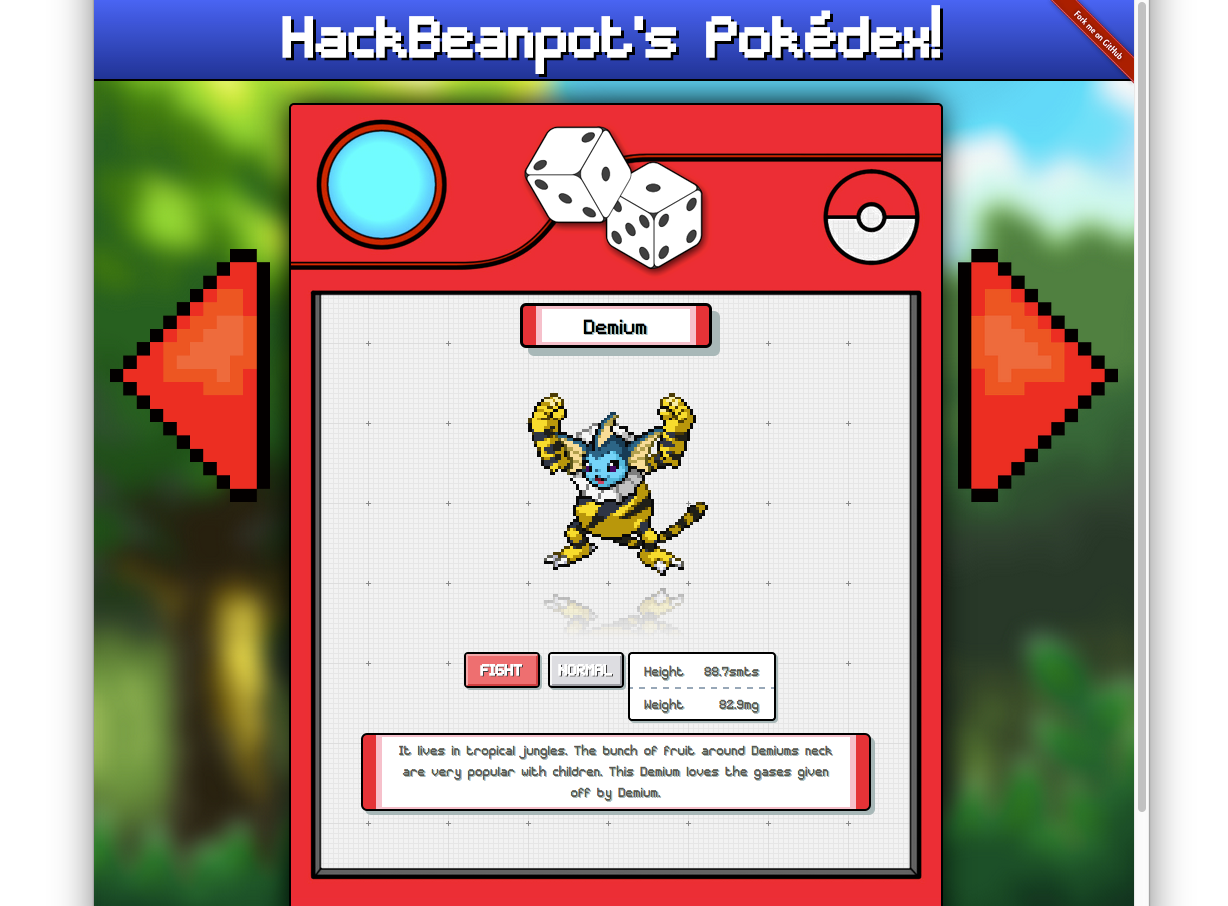 HackBeanpot's Pokédex!
Fork me on GitHub
Demium
FIGHT
NORMAL
Height 88.7smts
Weight 82.9mg
It lives in tropical jungles. The bunch of fruit around Demiums neck
are very popular with children. This Demium loves the gases given
off by Demium.